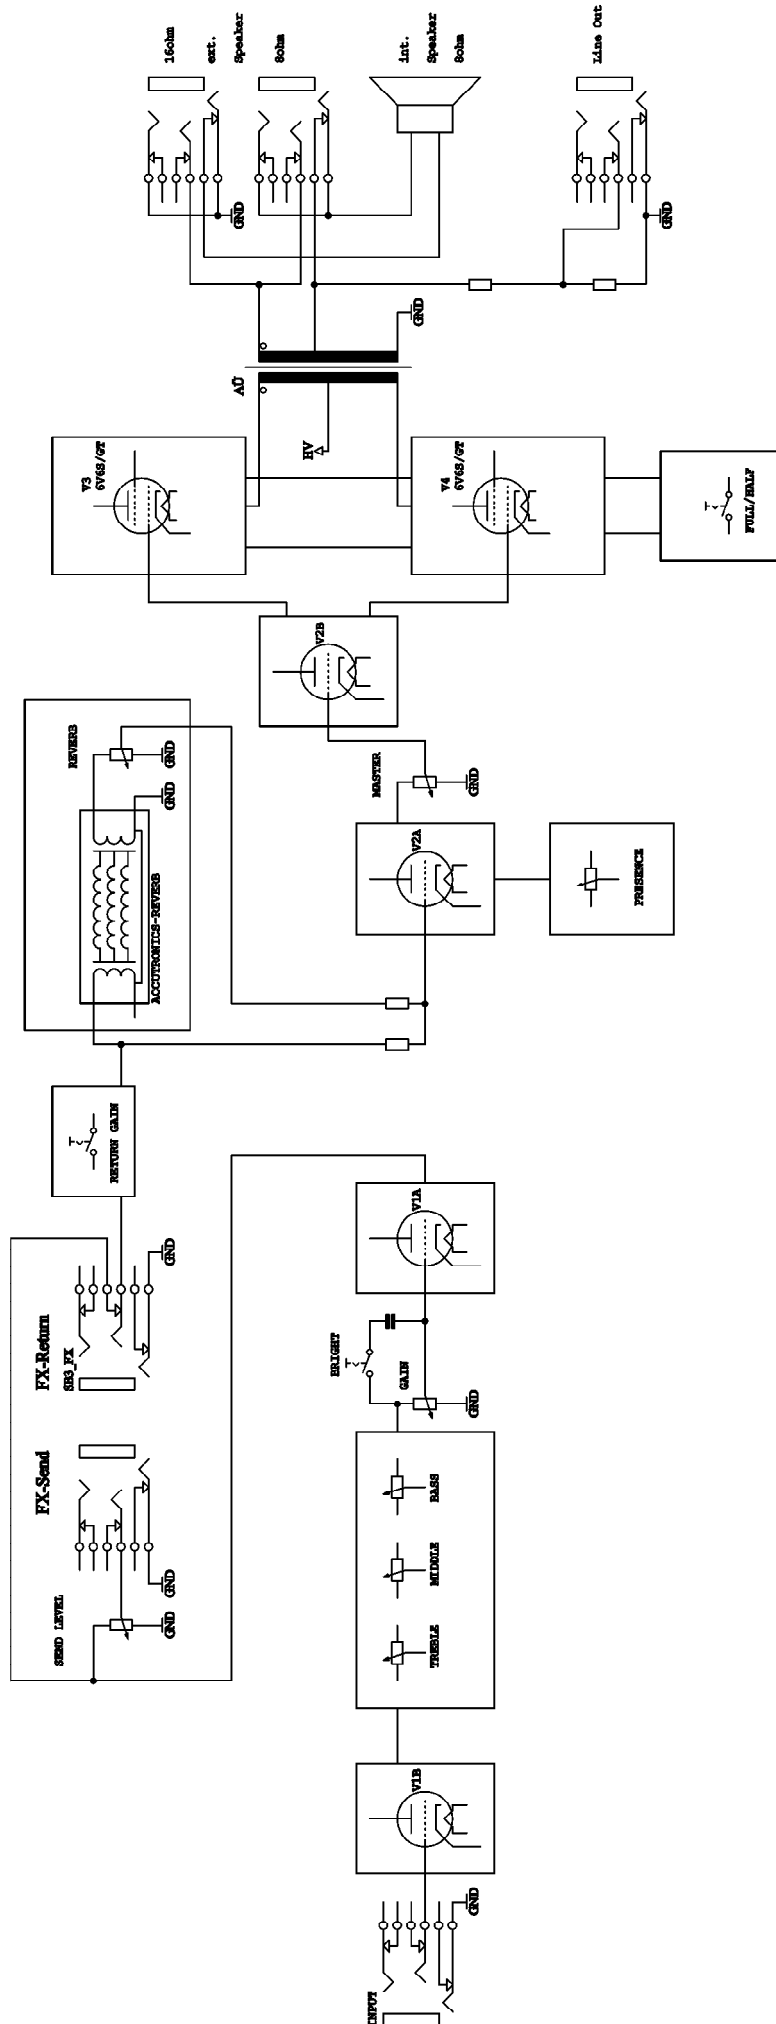 16ohm
ext.
Speaker
8ohm
int.
Speaker
8ohm
Line Out
GND
GND
GND
AÜ
HV
V3
6V6S/GT
V4
6V6S/GT
FULL/HALF
V2B
REVERB
GND
GND
ACCUTRONICS-REVERB
MASTER
GND
V2A
PRESENCE
RETURN GAIN
V1A
FX-Return
SB3_FX
GND
BRIGHT
GAIN
GND
FX-Send
GND
SEND LEVEL
GND
BASS
MIDDLE
TREBLE
V1B
INPUT
GND